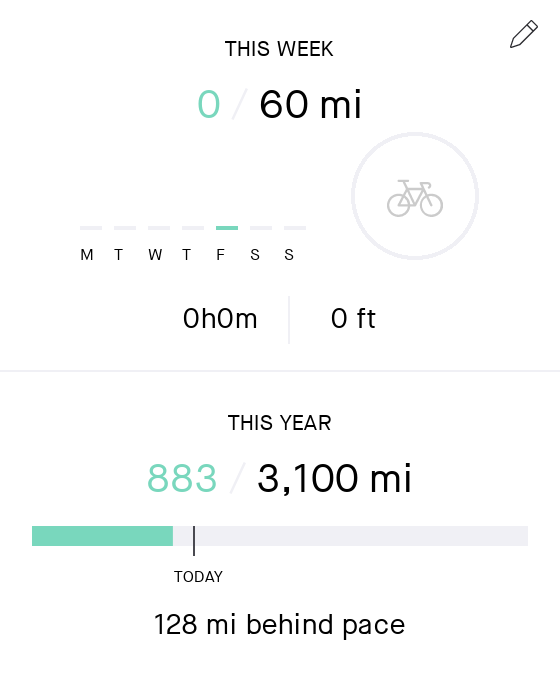 THIS WEEK
0 / 60 mi
M T W T F S S
0h0m 0 ft
THIS YEAR
883 / 3,100 mi
TODAY
128 mi behind pace